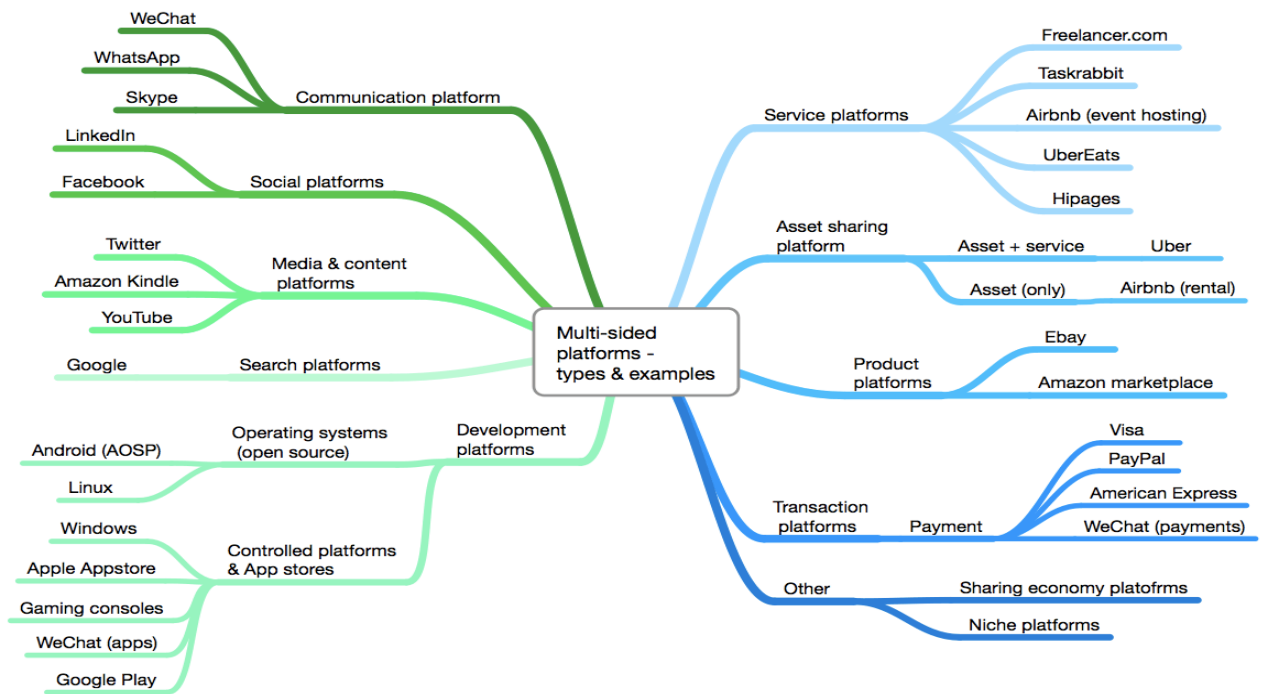 Multi-sided
platforms -
types & examples
Communication platform
WeChat
WhatsApp
Skype
Social platforms
LinkedIn
Facebook
Media & content
platforms
Twitter
Amazon Kindle
YouTube
Search platforms
Google
Development
platforms
Operating systems
(open source)
Android (AOSP)
Linux
Controlled platforms
& App stores
Windows
Apple Appstore
Gaming consoles
WeChat (apps)
Google Play
Service platforms
Freelancer.com
Taskrabbit
Airbnb (event hosting)
UberEats
Hipages
Asset sharing
platform
Asset + service
Uber
Asset (only)
Airbnb (rental)
Product
platforms
Ebay
Amazon marketplace
Transaction
platforms
Payment
Visa
PayPal
American Express
WeChat (payments)
Other
Sharing economy platofrms
Niche platforms